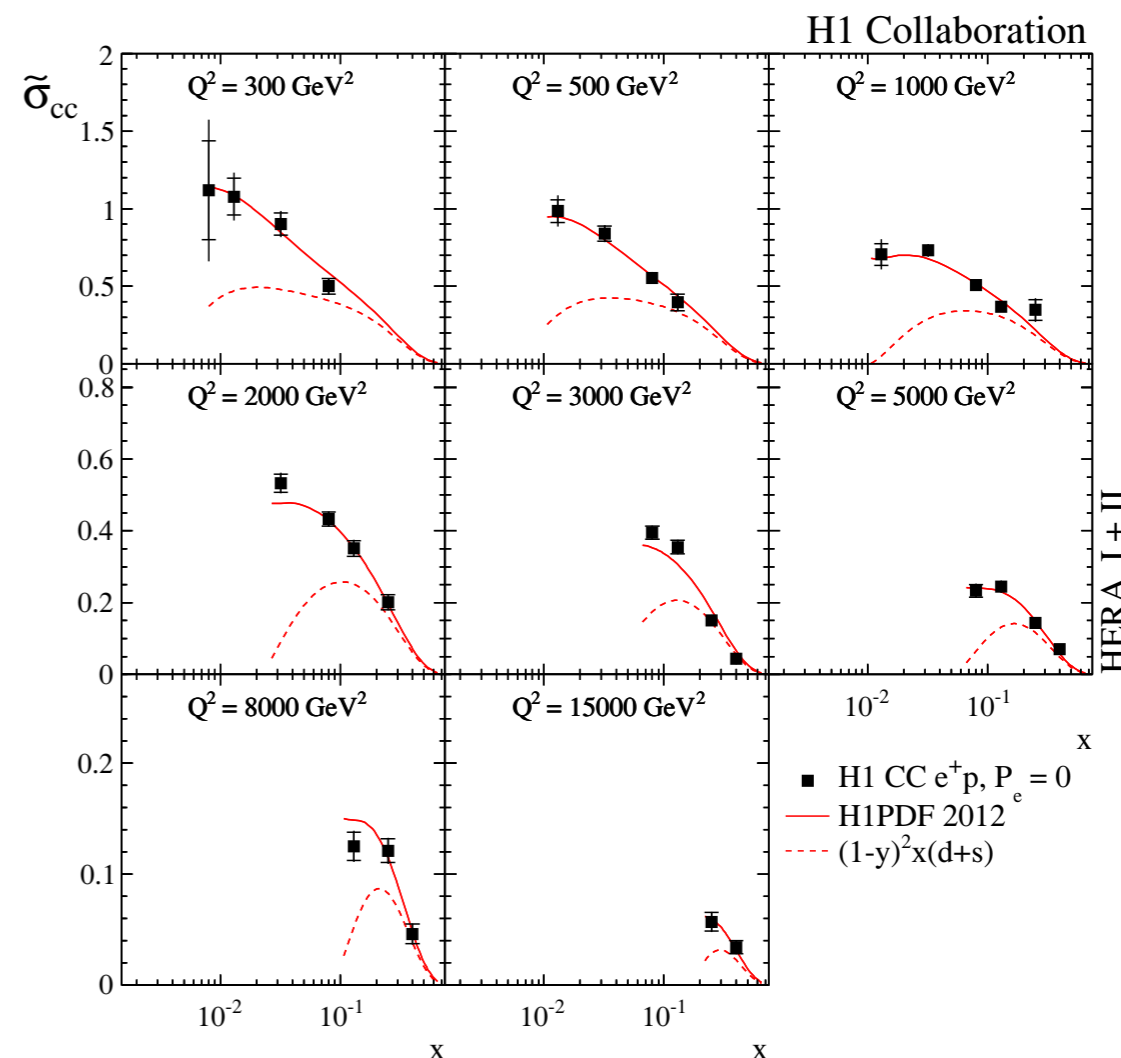 H1 Collaboration
σ̃cc
Q² = 300 GeV²
Q² = 500 GeV²
Q² = 1000 GeV²
2
1.5
1
0.5
0
Q² = 2000 GeV²
Q² = 3000 GeV²
Q² = 5000 GeV²
0.8
0.6
0.4
0.2
0
HERA I + II
Q² = 8000 GeV²
Q² = 15000 GeV²
10⁻² 10⁻¹
x
0.2
0.1
0
H1 CC e⁺p, Pₑ = 0
H1PDF 2012
(1-y)²x(d+s)
10⁻² 10⁻¹
x
10⁻² 10⁻¹
x